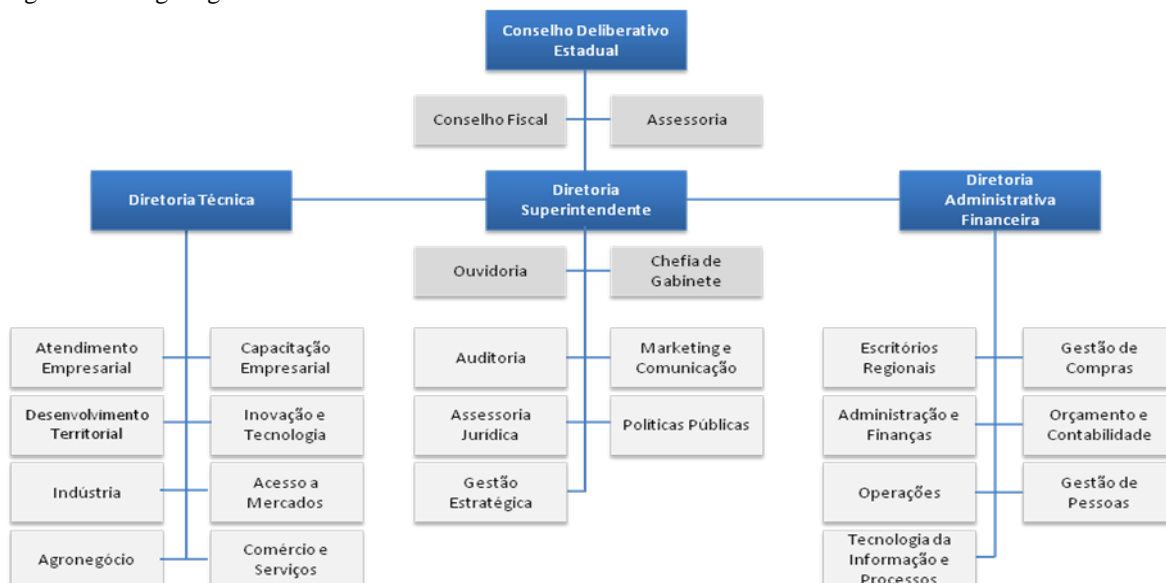 Conselho Deliberativo
Estadual
Conselho Fiscal
Assessoria
Diretoria Técnica
Diretoria
Superintendente
Diretoria
Administrativa
Financeira
Ouvidoria
Chefia de
Gabinete
Atendimento
Empresarial
Capacitação
Empresarial
Auditoria
Marketing e
Comunicação
Escritórios
Regionais
Gestão de
Compras
Desenvolvimento
Territorial
Inovação e
Tecnologia
Assessoria
Jurídica
Políticas Públicas
Administração e
Finanças
Orçamento e
Contabilidade
Indústria
Acesso a
Mercados
Gestão
Estratégica
Operações
Gestão de
Pessoas
Agronegócio
Comércio e
Serviços
Tecnologia da
Informação e
Processos